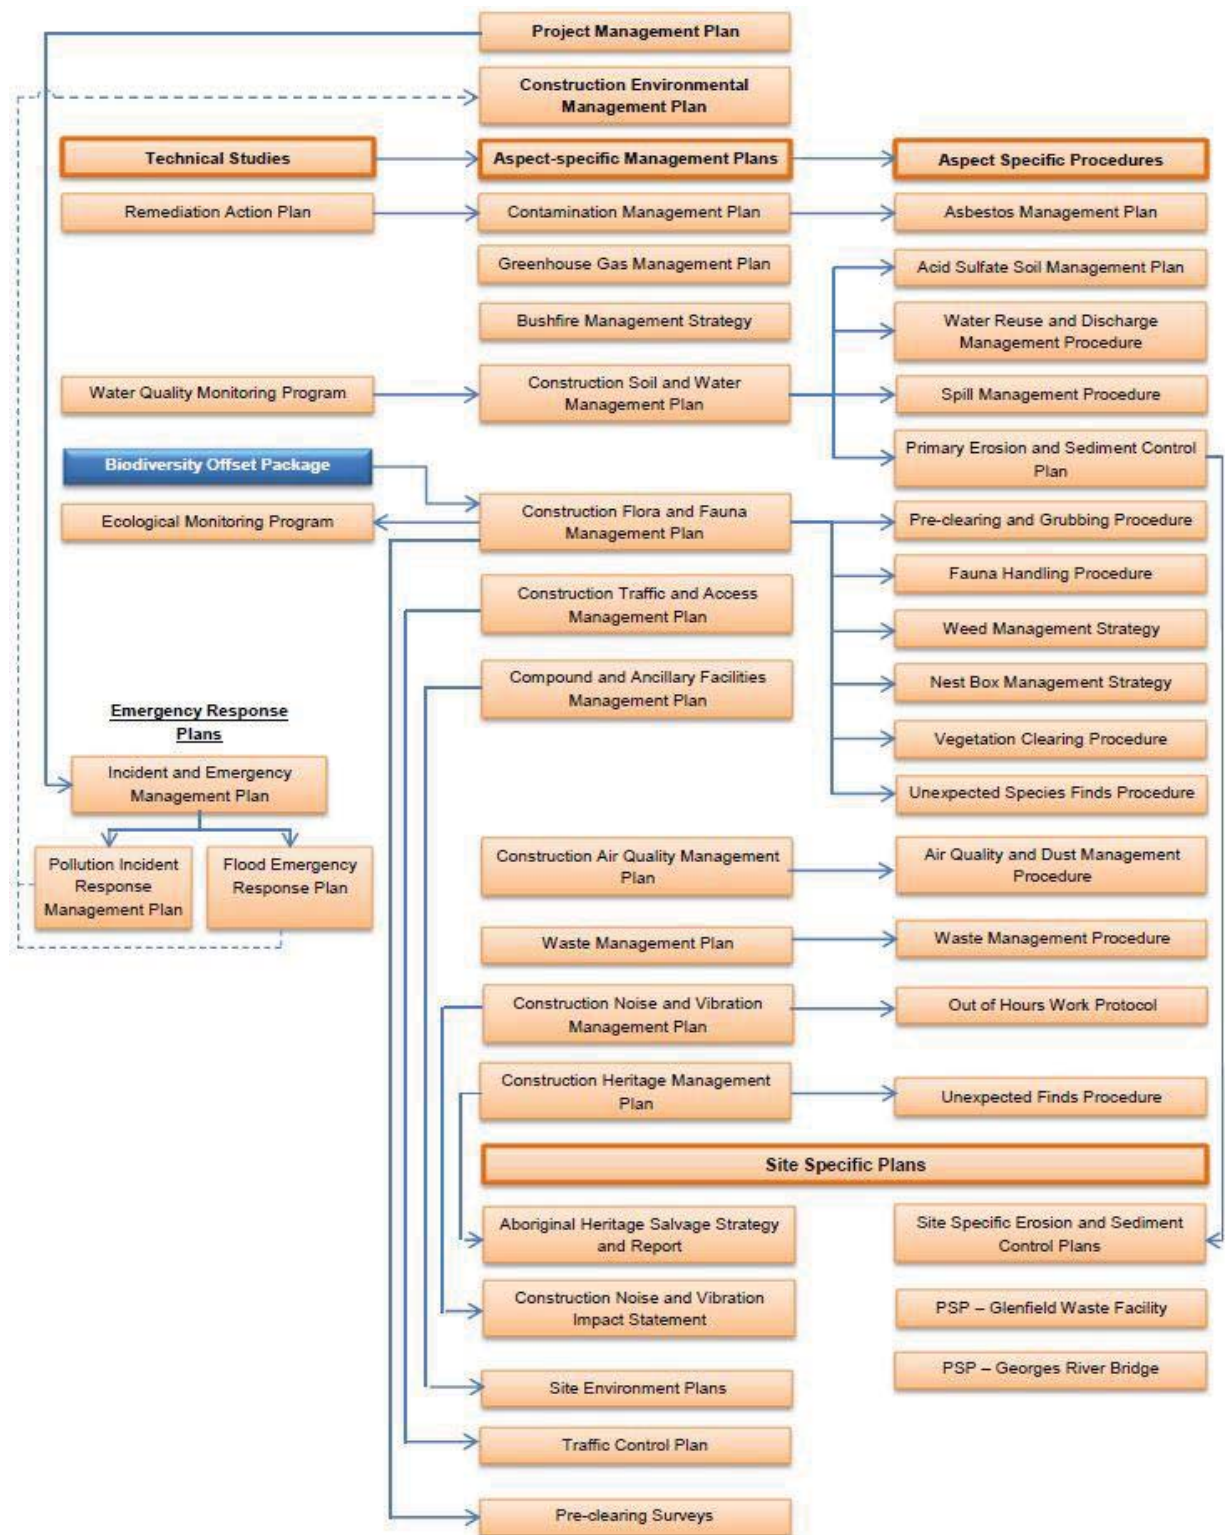 Project Management Plan
Construction Environmental
Management Plan
Technical Studies
Aspect-specific Management Plans
Aspect Specific Procedures
Remediation Action Plan
Contamination Management Plan
Asbestos Management Plan
Greenhouse Gas Management Plan
Acid Sulfate Soil Management Plan
Bushfire Management Strategy
Water Reuse and Discharge
Management Procedure
Water Quality Monitoring Program
Construction Soil and Water
Management Plan
Spill Management Procedure
Biodiversity Offset Package
Primary Erosion and Sediment Control
Plan
Ecological Monitoring Program
Construction Flora and Fauna
Management Plan
Pre-clearing and Grubbing Procedure
Fauna Handling Procedure
Construction Traffic and Access
Management Plan
Weed Management Strategy
Compound and Ancillary Facilities
Management Plan
Nest Box Management Strategy
Emergency Response
Plans
Vegetation Clearing Procedure
Incident and Emergency
Management Plan
Unexpected Species Finds Procedure
Pollution Incident
Response
Management Plan
Flood Emergency
Response Plan
Construction Air Quality Management
Plan
Air Quality and Dust Management
Procedure
Waste Management Plan
Waste Management Procedure
Construction Noise and Vibration
Management Plan
Out of Hours Work Protocol
Construction Heritage Management
Plan
Unexpected Finds Procedure
Site Specific Plans
Aboriginal Heritage Salvage Strategy
and Report
Site Specific Erosion and Sediment
Control Plans
Construction Noise and Vibration
Impact Statement
PSP – Glenfield Waste Facility
PSP – Georges River Bridge
Site Environment Plans
Traffic Control Plan
Pre-clearing Surveys